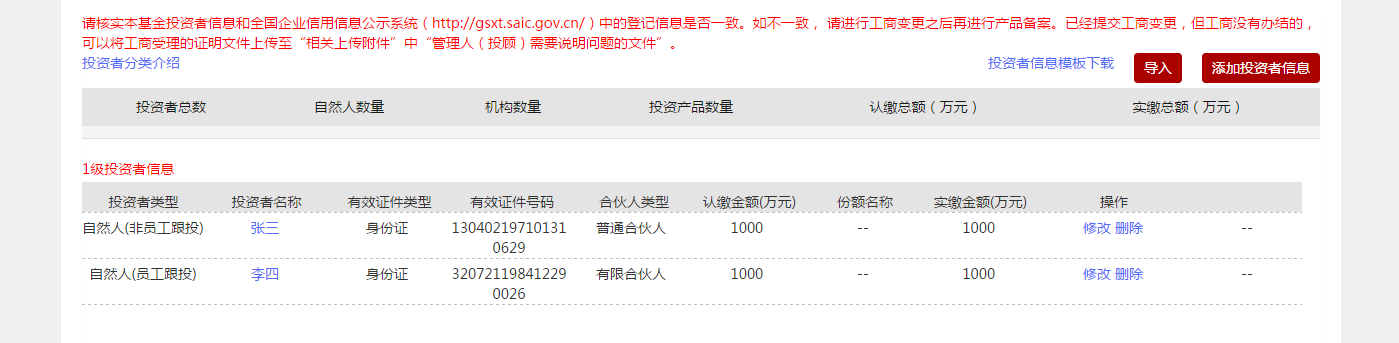 请核实本基金投资者信息和全国企业信用信息公示系统（http://gsxt.saic.gov.cn/）中的登记信息是否一致。如不一致， 请进行工商变更之后再进行产品备案。已经提交工商变更，但工商没有办结的，
可以将工商受理的证明文件上传至“相关上传附件”中“管理人（投顾）需要说明问题的文件”。
投资者分类介绍 投资者信息模板下载 导入 添加投资者信息
投资者总数 自然人数量 机构数量 投资产品数量 认缴总额（万元） 实缴总额（万元）
1级投资者信息
投资者类型 投资者名称 有效证件类型 有效证件号码 合伙人类型 认缴金额(万元) 份额名称 实缴金额(万元) 操作
自然人(非员工跟投) 张三 身份证 13040219710131 普通合伙人 1000 -- 1000 修改 删除 --
0629
自然人(员工跟投) 李四 身份证 32072119841229 有限合伙人 1000 -- 1000 修改 删除 --
0026